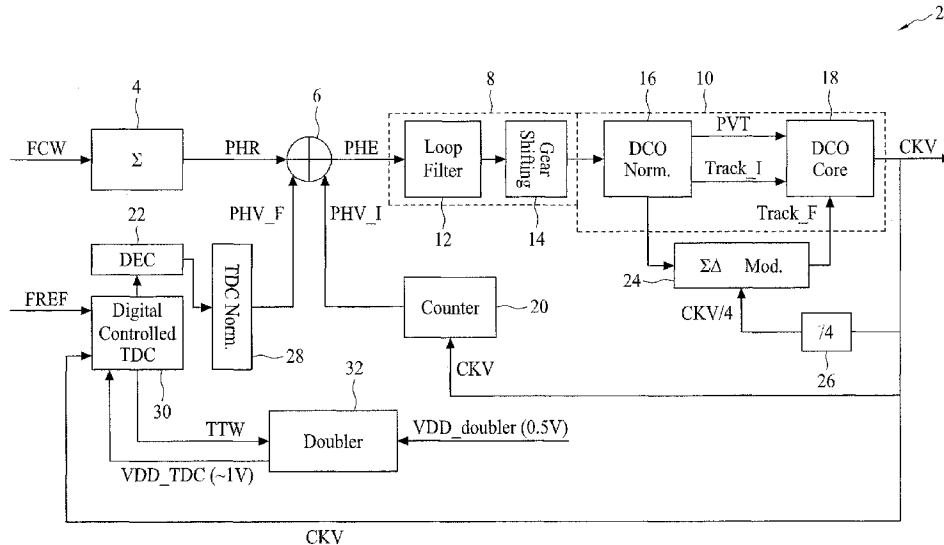 2
4
6
8
16
10
18
FCW
Σ
PHR
PHE
Loop
Filter
Gear
Shifting
DCO
Norm.
PVT
Track_I
DCO
Core
CKV
12
14
Track_F
PHV_F
PHV_I
22
DEC
TDC Norm.
24
ΣΔ Mod.
FREF
Digital
Controlled
TDC
Counter
20
CKV/4
/4
26
28
CKV
30
32
TTW
Doubler
VDD_doubler (0.5V)
VDD_TDC (~1V)
CKV